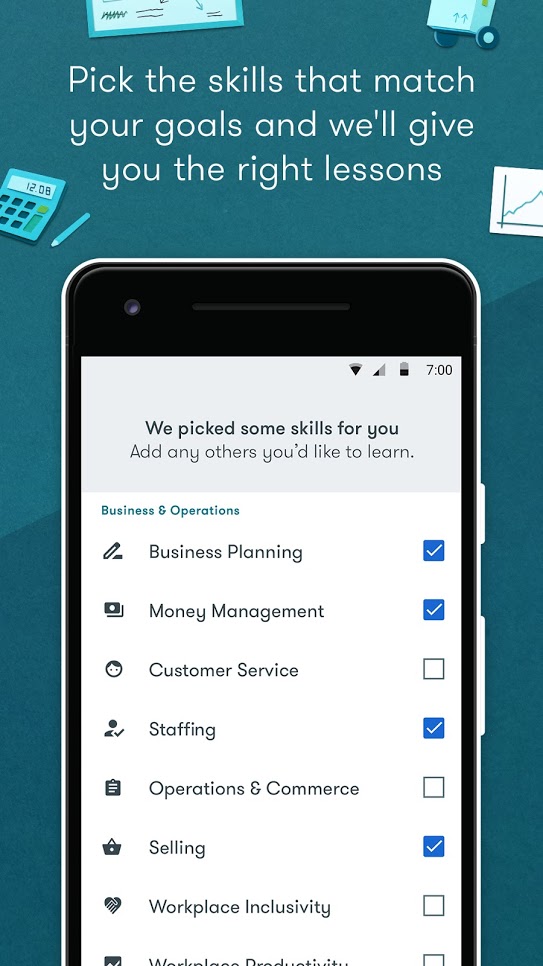 Pick the skills that match
your goals and we'll give
you the right lessons
12.08
7:00
We picked some skills for you
Add any others you'd like to learn.
Business & Operations
Business Planning
Money Management
Customer Service
Staffing
Operations & Commerce
Selling
Workplace Inclusivity
Workplace Productivity